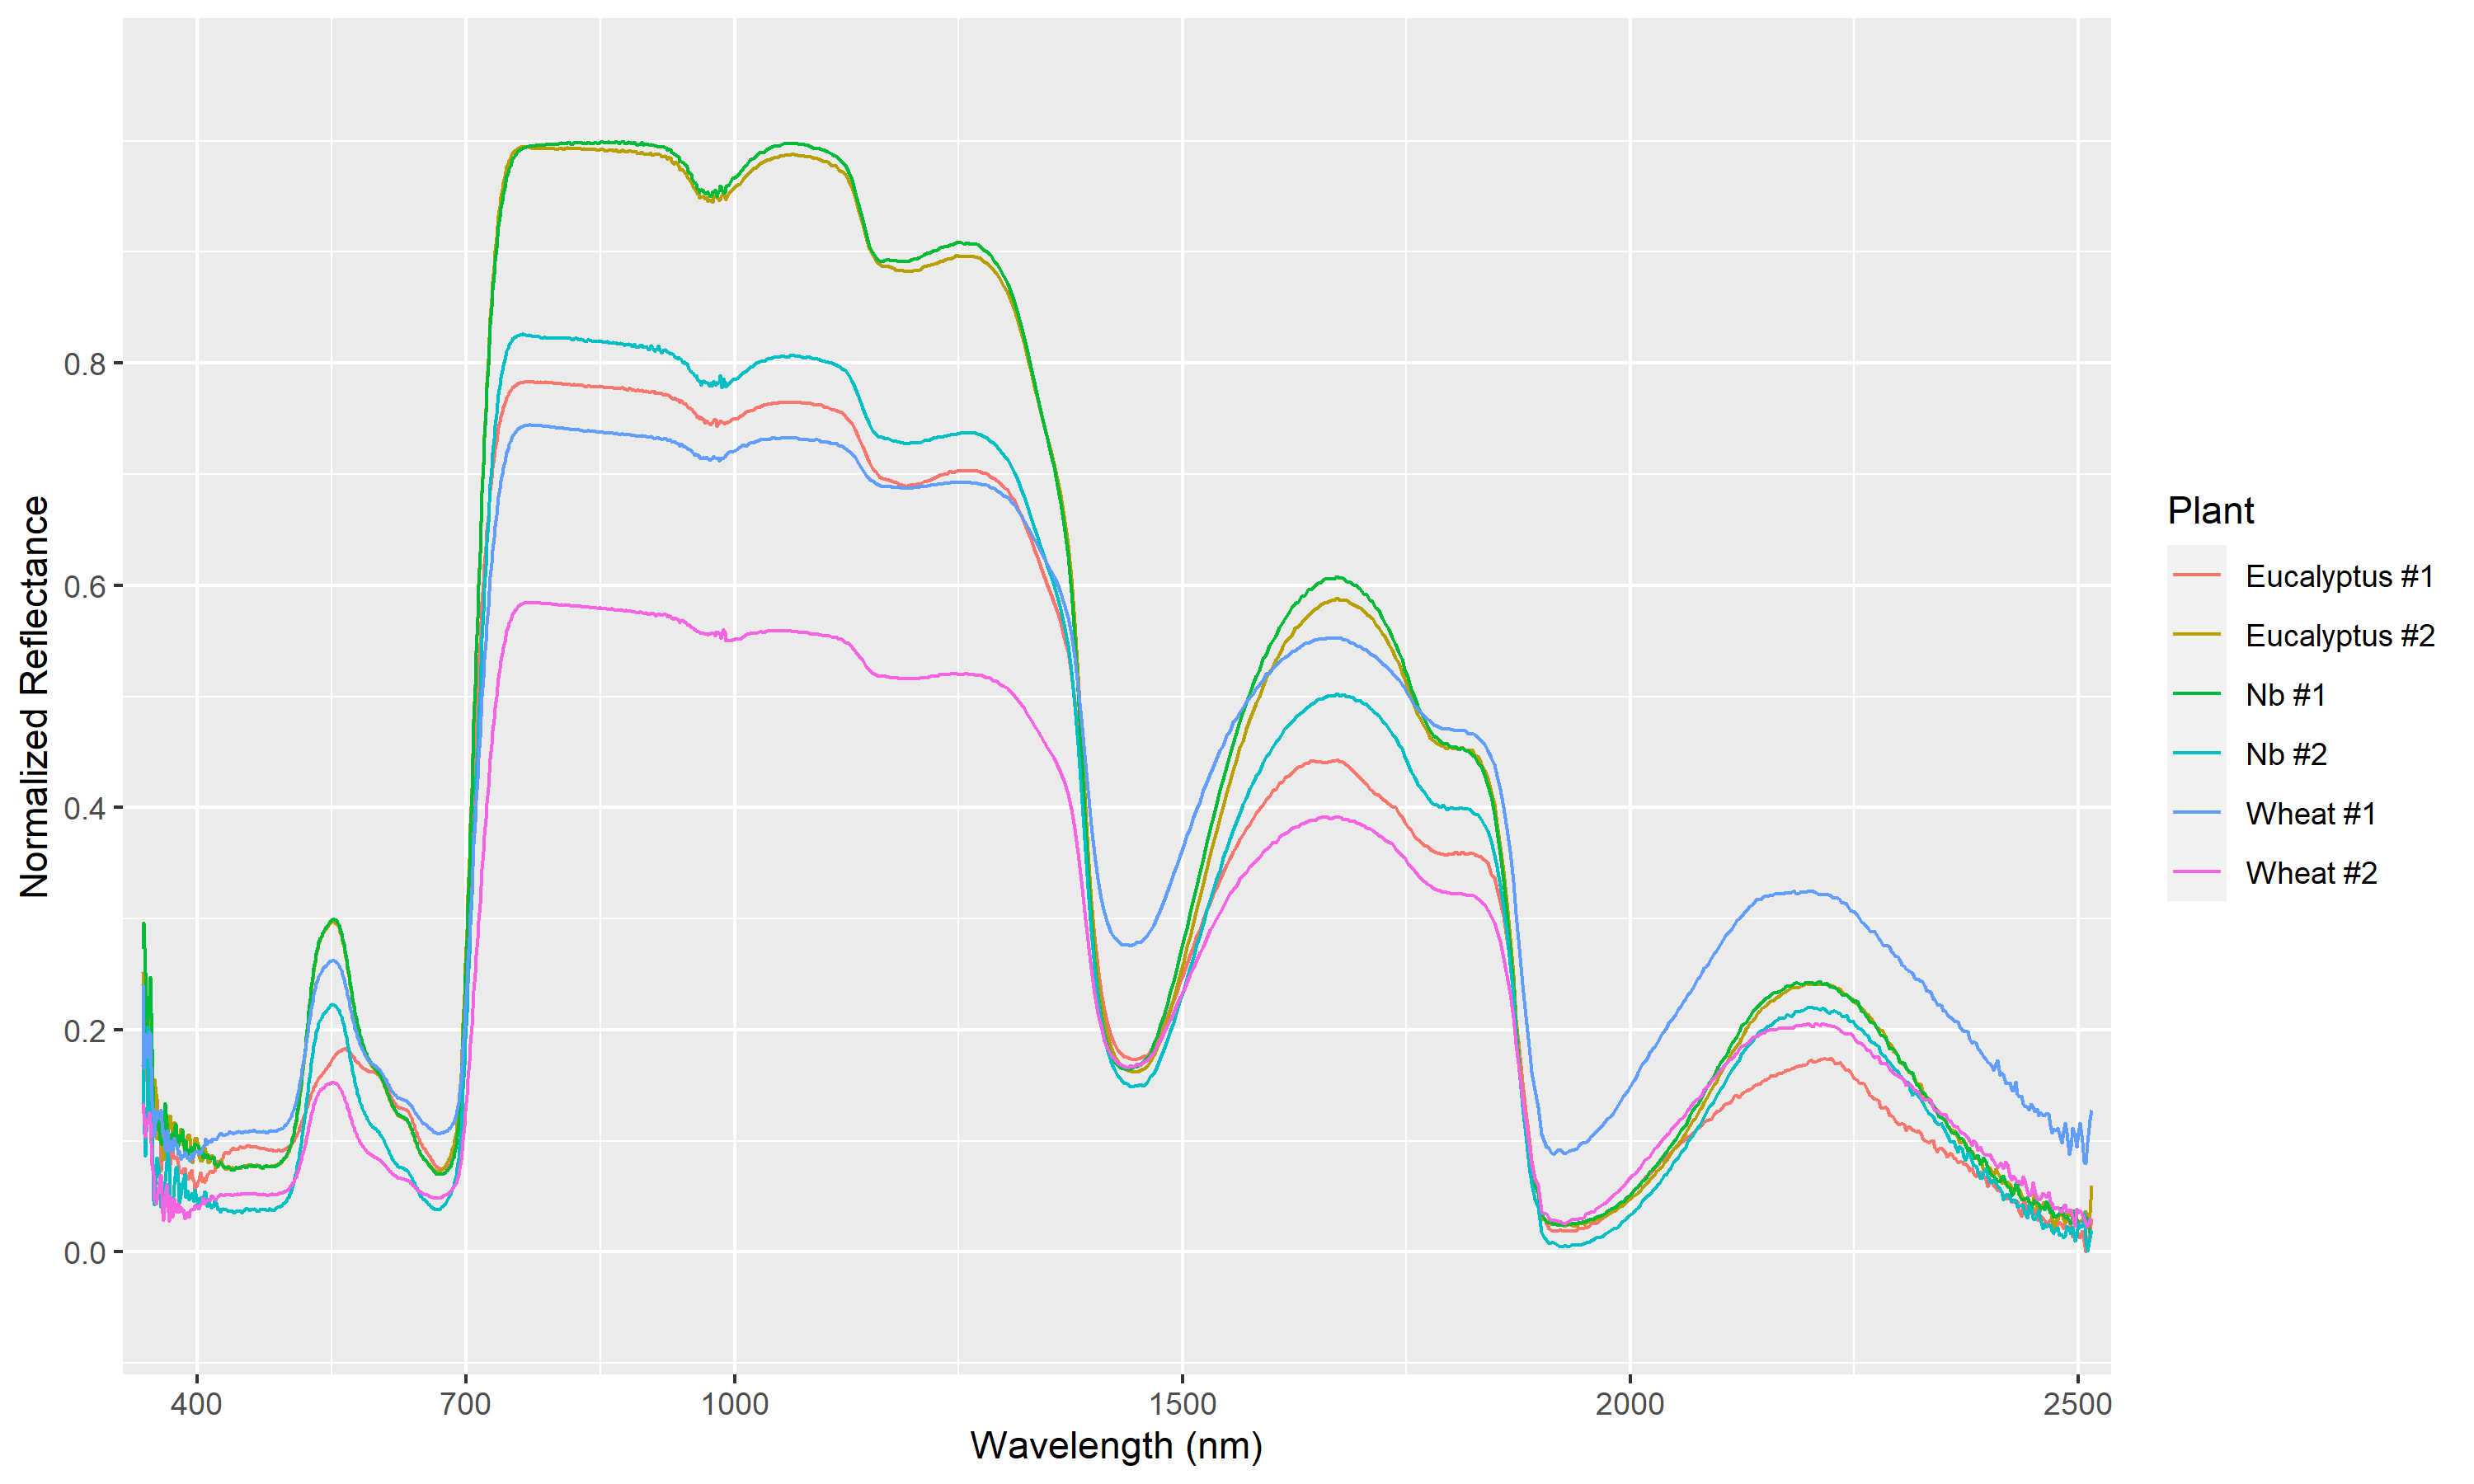 Normalized Reflectance
0.8
0.6
0.4
0.2
0.0
400 700 1000 1500 2000 2500
Wavelength (nm)
Plant
Eucalyptus #1
Eucalyptus #2
Nb #1
Nb #2
Wheat #1
Wheat #2